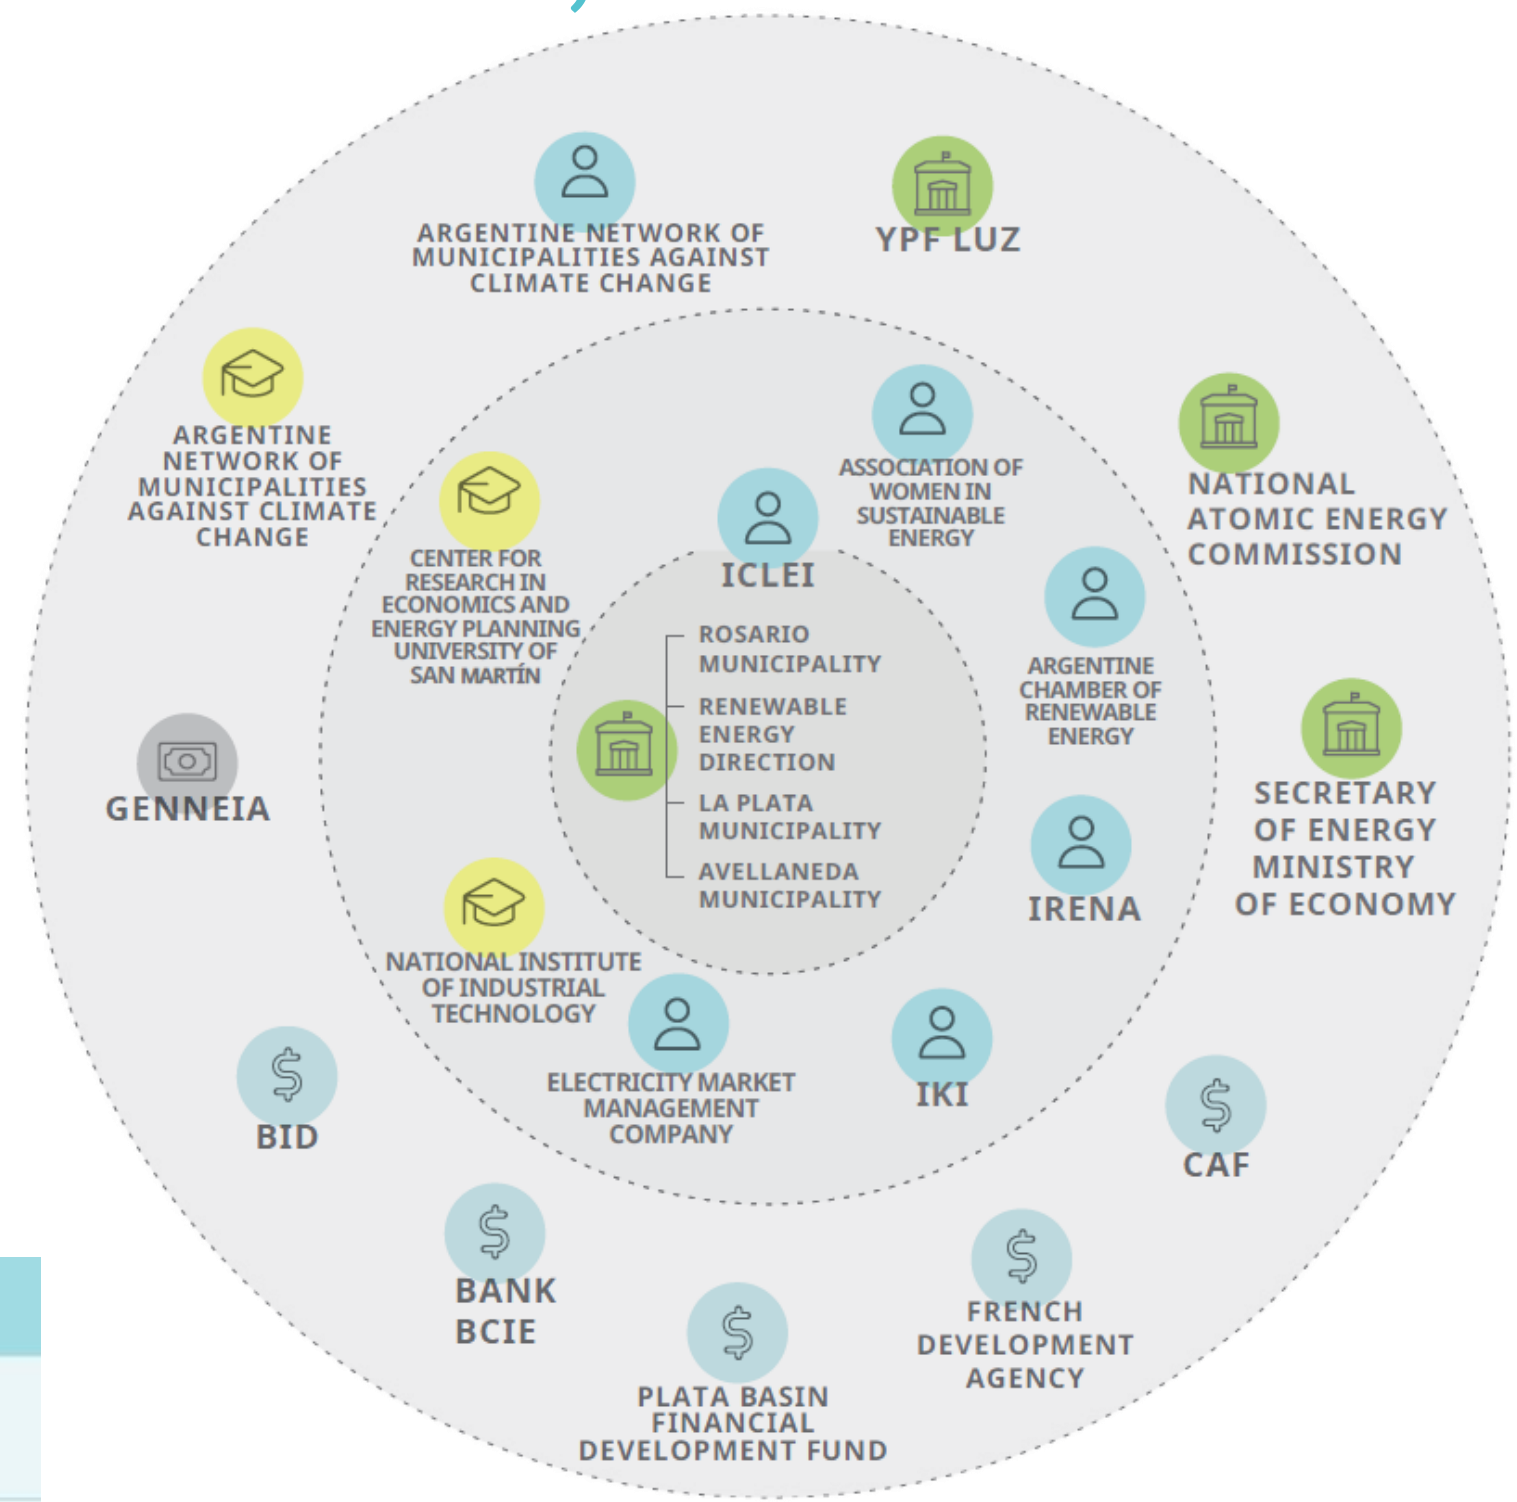 ARGENTINE NETWORK OF
MUNICIPALITIES AGAINST
CLIMATE CHANGE
YPF LUZ
ARGENTINE
NETWORK OF
MUNICIPALITIES
AGAINST CLIMATE
CHANGE
ASSOCIATION OF
WOMEN IN
SUSTAINABLE
ENERGY
NATIONAL
ATOMIC ENERGY
COMMISSION
CENTER FOR
RESEARCH IN
ECONOMICS AND
ENERGY PLANNING
UNIVERSITY OF
SAN MARTÍN
ICLEI
ROSARIO
MUNICIPALITY
RENEWABLE
ENERGY
DIRECTION
LA PLATA
MUNICIPALITY
AVELLANEDA
MUNICIPALITY
ARGENTINE
CHAMBER OF
RENEWABLE
ENERGY
GENNEIA
SECRETARY
OF ENERGY
MINISTRY
OF ECONOMY
IRENA
NATIONAL INSTITUTE
OF INDUSTRIAL
TECHNOLOGY
ELECTRICITY MARKET
MANAGEMENT
COMPANY
IKI
BID
CAF
BANK
BCIE
FRENCH
DEVELOPMENT
AGENCY
PLATA BASIN
FINANCIAL
DEVELOPMENT FUND